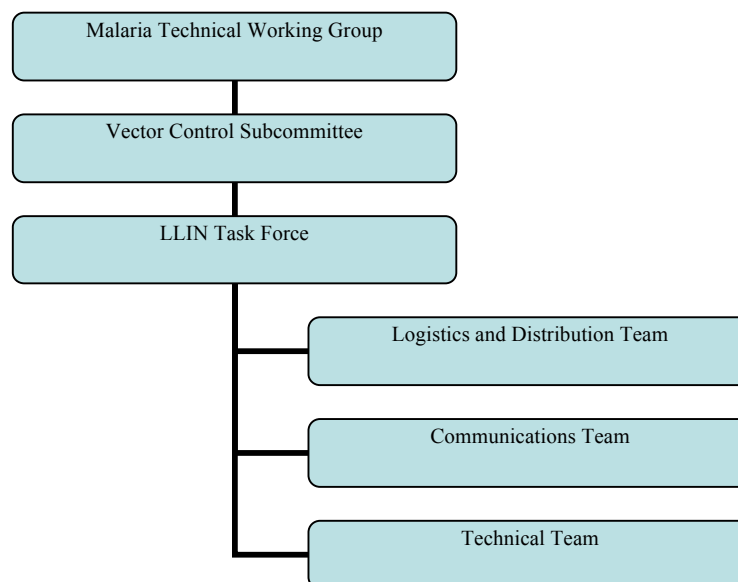 Malaria Technical Working Group
Vector Control Subcommittee
LLIN Task Force
Logistics and Distribution Team
Communications Team
Technical Team